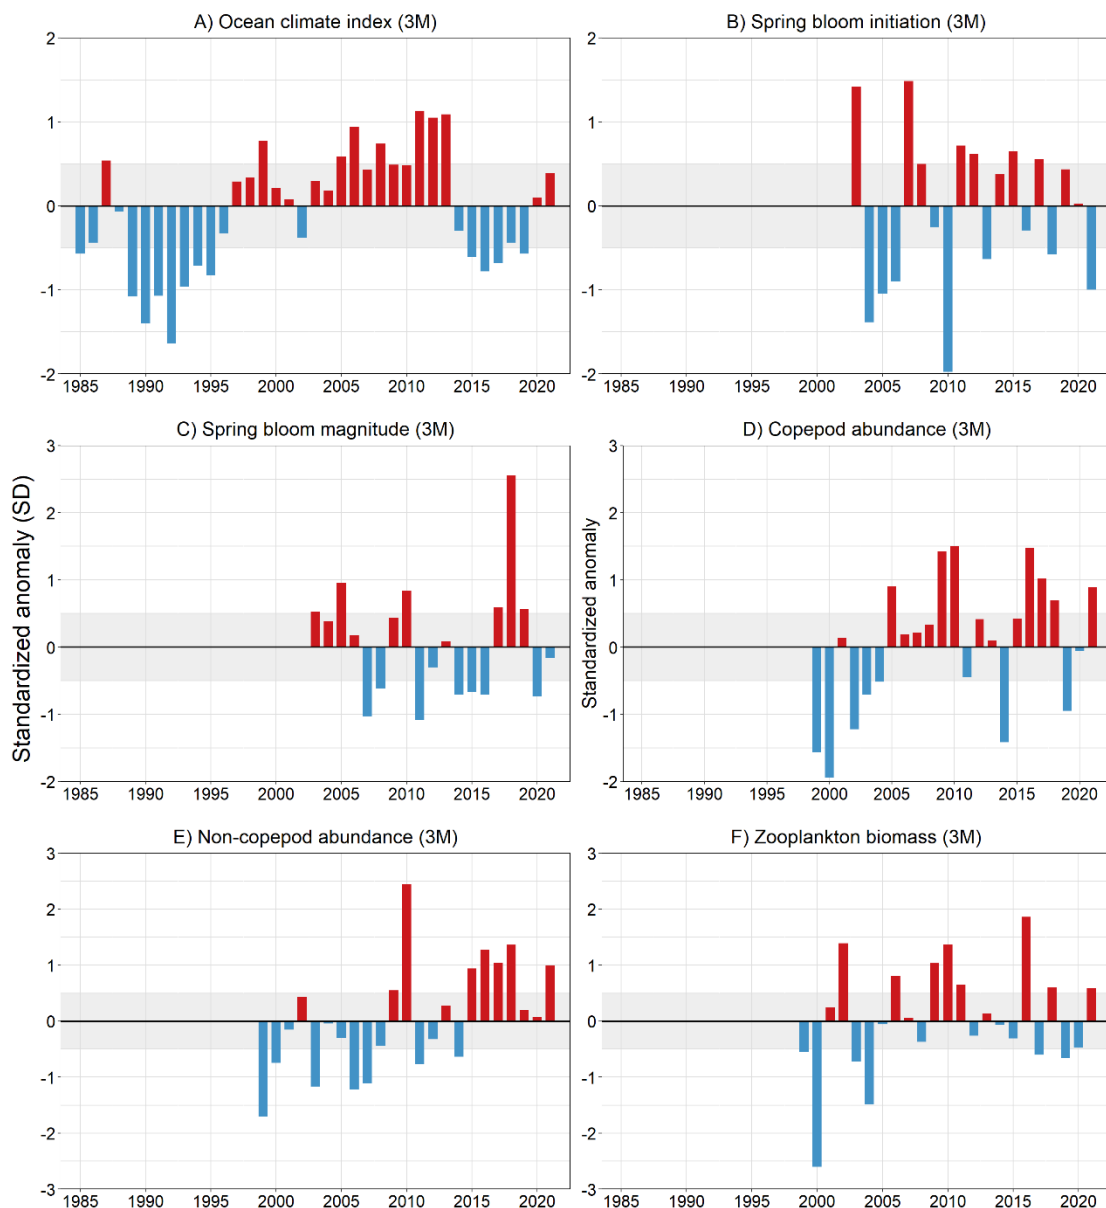 A) Ocean climate index (3M)
B) Spring bloom initiation (3M)
2
1
0
-1
-2
1985 1990 1995 2000 2005 2010 2015 2020
2
1
0
-1
-2
1985 1990 1995 2000 2005 2010 2015 2020
C) Spring bloom magnitude (3M)
D) Copepod abundance (3M)
Standardized anomaly (SD)
3
2
1
0
-1
-2
1985 1990 1995 2000 2005 2010 2015 2020
Standardized anomaly
3
2
1
0
-1
-2
1985 1990 1995 2000 2005 2010 2015 2020
E) Non-copepod abundance (3M)
F) Zooplankton biomass (3M)
3
2
1
0
-1
-2
-3
1985 1990 1995 2000 2005 2010 2015 2020
3
2
1
0
-1
-2
-3
1985 1990 1995 2000 2005 2010 2015 2020